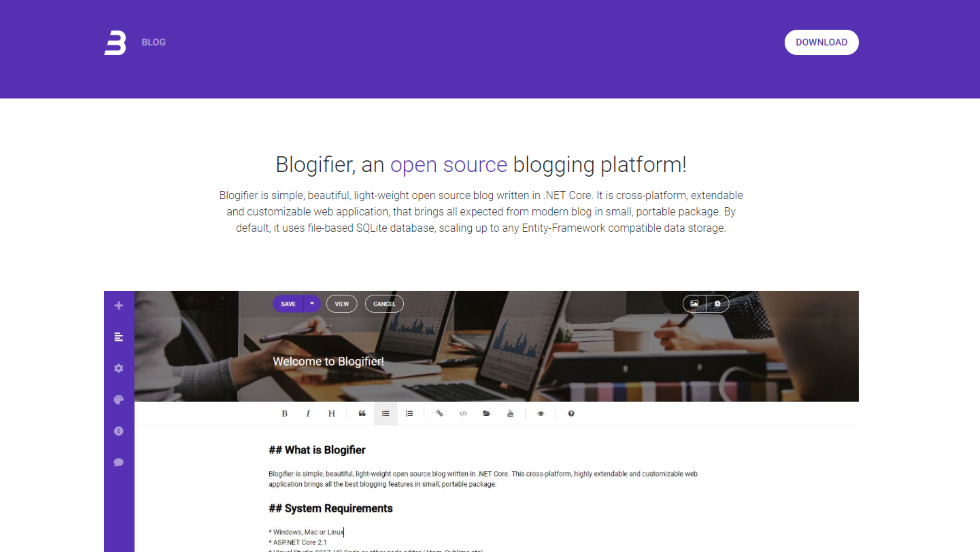 BLOG
DOWNLOAD
Blogifier, an open source blogging platform!
Blogifier is simple, beautiful, light-weight open source blog written in .NET Core. It is cross-platform, extendable
and customizable web application, that brings all expected from modern blog in small, portable package. By
default, it uses file-based SQLite database, scaling up to any Entity-Framework compatible data storage.
SAVE
VIEW
CANCEL
Welcome to Blogifier!
B I H
## What is Blogifier
Blogifier is simple, beautiful, light-weight open source blog written in .NET Core. This cross-platform, highly extendable and customizable web
application brings all the best blogging features in small, portable package.
## System Requirements
* Windows, Mac or Linux
* ASP.NET Core 2.1